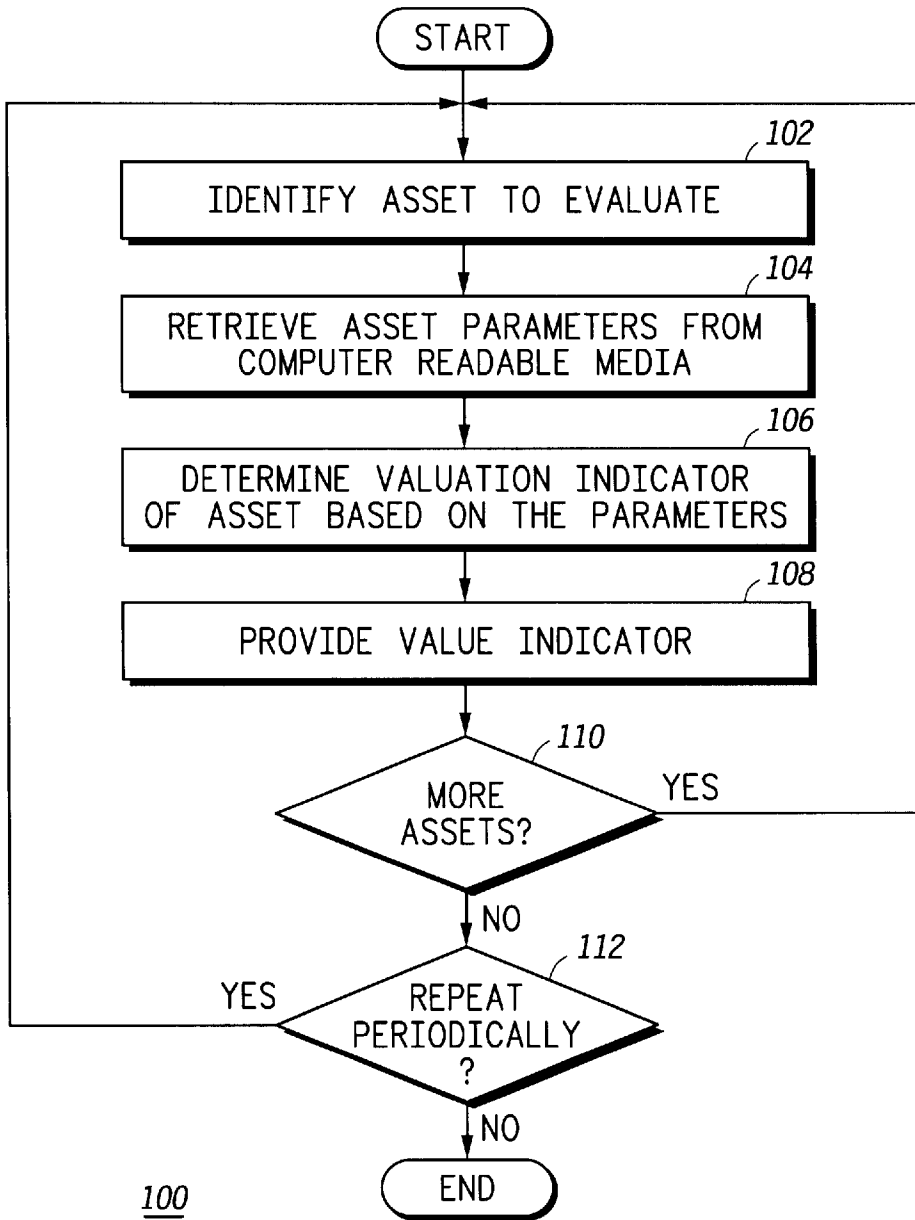 START
102
IDENTIFY ASSET TO EVALUATE
104
RETRIEVE ASSET PARAMETERS FROM
COMPUTER READABLE MEDIA
106
DETERMINE VALUATION INDICATOR
OF ASSET BASED ON THE PARAMETERS
108
PROVIDE VALUE INDICATOR
110
MORE
ASSETS?
YES
NO
112
YES
REPEAT
PERIODICALLY
?
NO
END
100